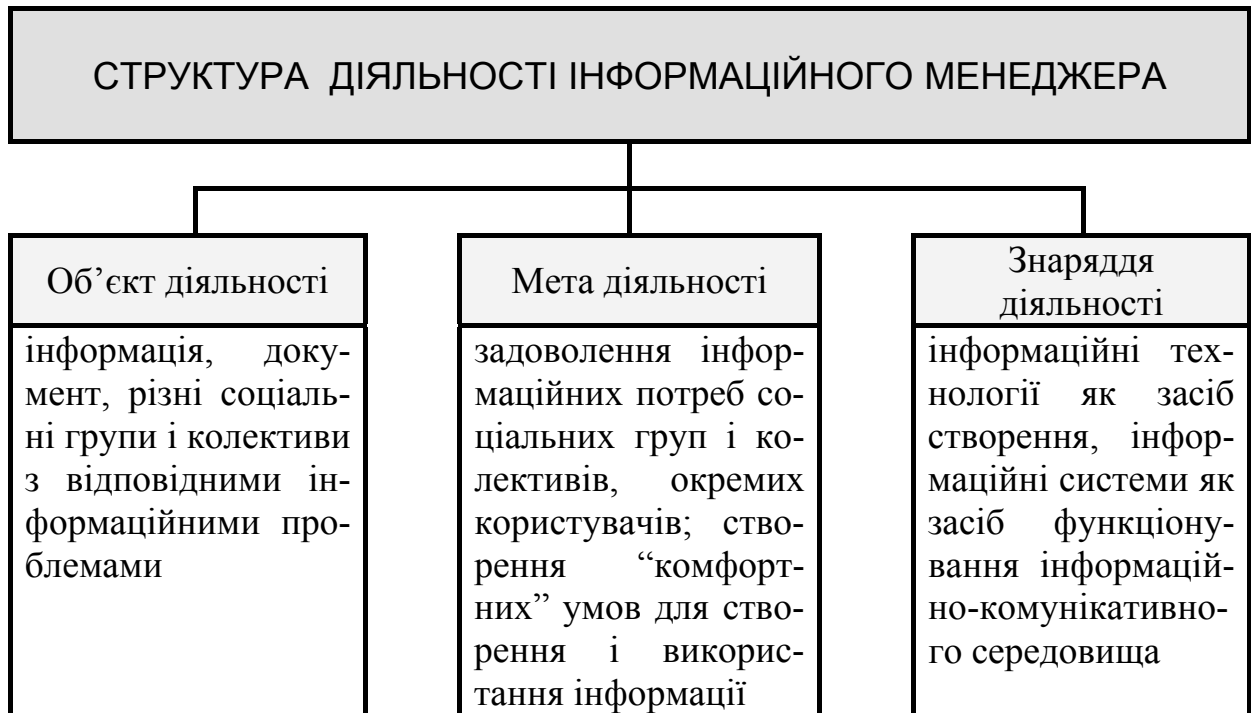 СТРУКТУРА ДІЯЛЬНОСТІ ІНФОРМАЦІЙНОГО МЕНЕДЖЕРА
Об’єкт діяльності
інформація, доку-
мент, різні соціаль-
ні групи і колективи
з відповідними ін-
формаційними про-
блемами
Мета діяльності
задоволення інфор-
маційних потреб со-
ціальних груп і ко-
лективів, окремих
користувачів; ство-
рення “комфорт-
них” умов для ство-
рення і викорис-
тання інформації
Знаряддя
діяльності
інформаційні тех-
нології як засіб
створення, інфор-
маційні системи як
засіб функціону-
вання інформацій-
но-комунікативно-
го середовища